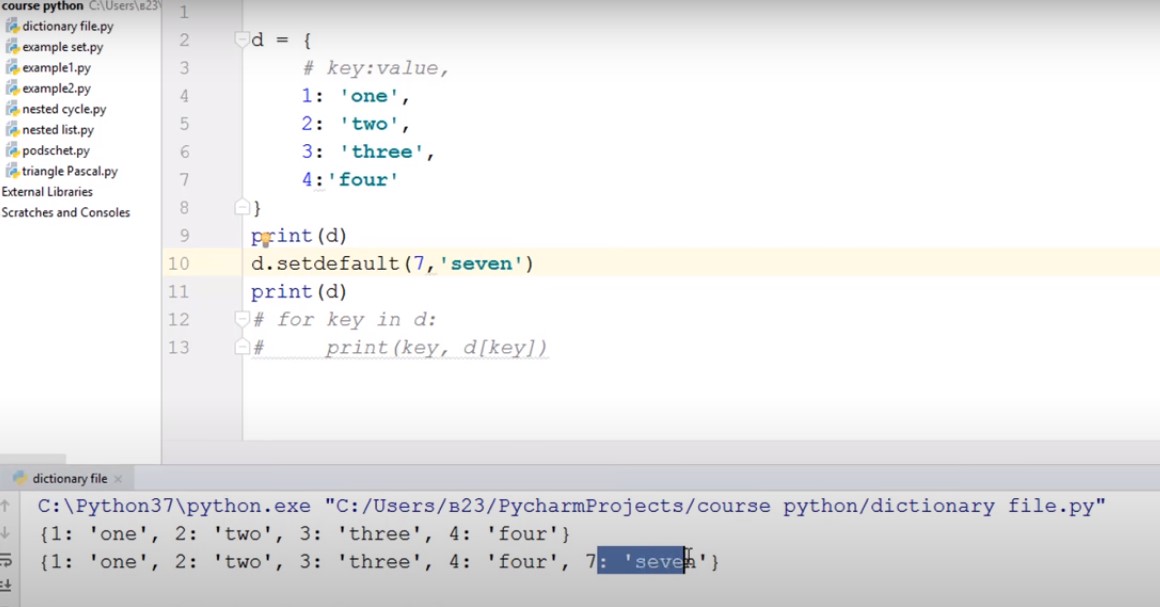 course python C:\Users\в23\
dictionary file.py
example set.py
example1.py
example2.py
nested cycle.py
nested list.py
podschet.py
triangle Pascal.py
External Libraries
Scratches and Consoles
1
2 d = {
3 # key:value,
4 1: 'one',
5 2: 'two',
6 3: 'three',
7 4:'four'
8 }
9 print(d)
10 d.setdefault(7,'seven')
11 print(d)
12 # for key in d:
13 #     print(key, d[key])
dictionary file
C:\Python37\python.exe "C:/Users/в23/PycharmProjects/course python/dictionary file.py"
{1: 'one', 2: 'two', 3: 'three', 4: 'four'}
{1: 'one', 2: 'two', 3: 'three', 4: 'four', 7: 'seven'}